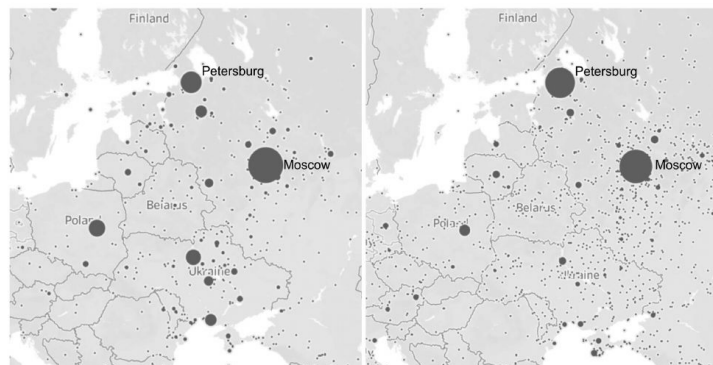 Finland
Petersburg
Moscow
Belarus
Poland
Ukraine
Finland
Petersburg
Moscow
Belarus
Poland
Ukraine